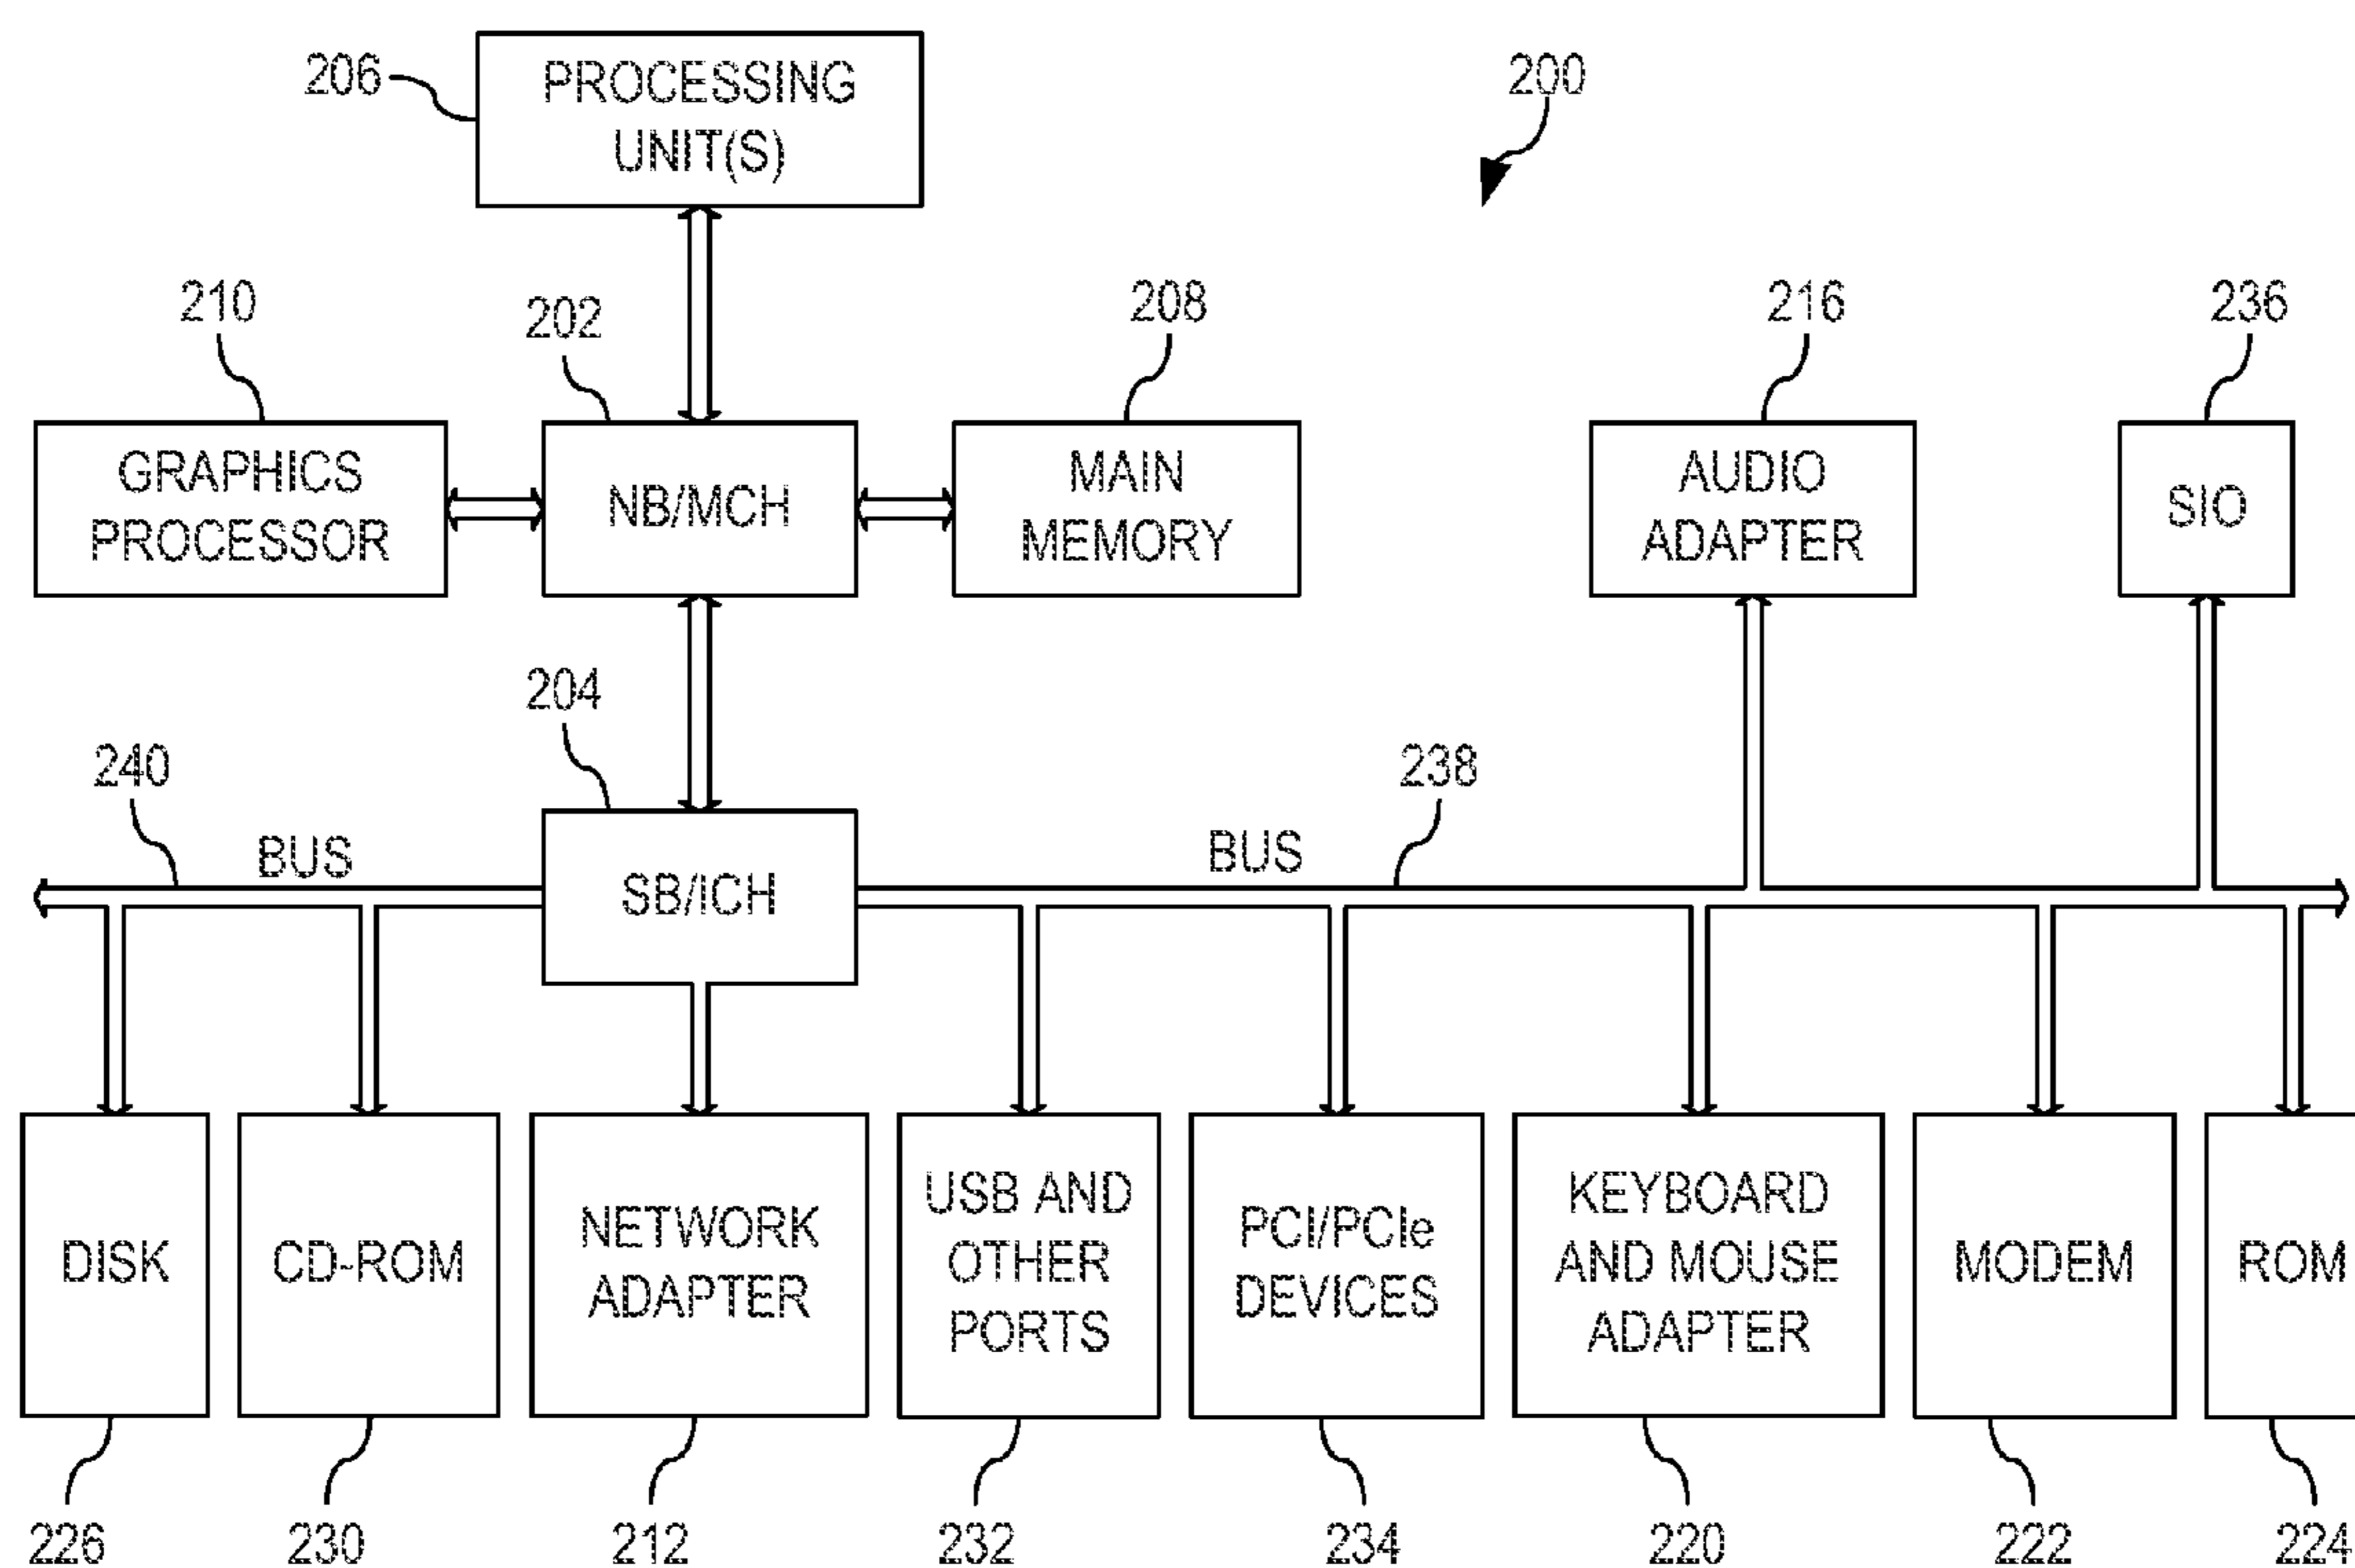 206
PROCESSING
UNIT(S)
200
210
202
208
216
236
GRAPHICS
PROCESSOR
NB/MCH
MAIN
MEMORY
AUDIO
ADAPTER
SIO
204
240
BUS
SB/ICH
BUS
238
DISK
CD-ROM
NETWORK
ADAPTER
USB AND
OTHER
PORTS
PCI/PCIe
DEVICES
KEYBOARD
AND MOUSE
ADAPTER
MODEM
ROM
226
230
212
232
234
220
222
224